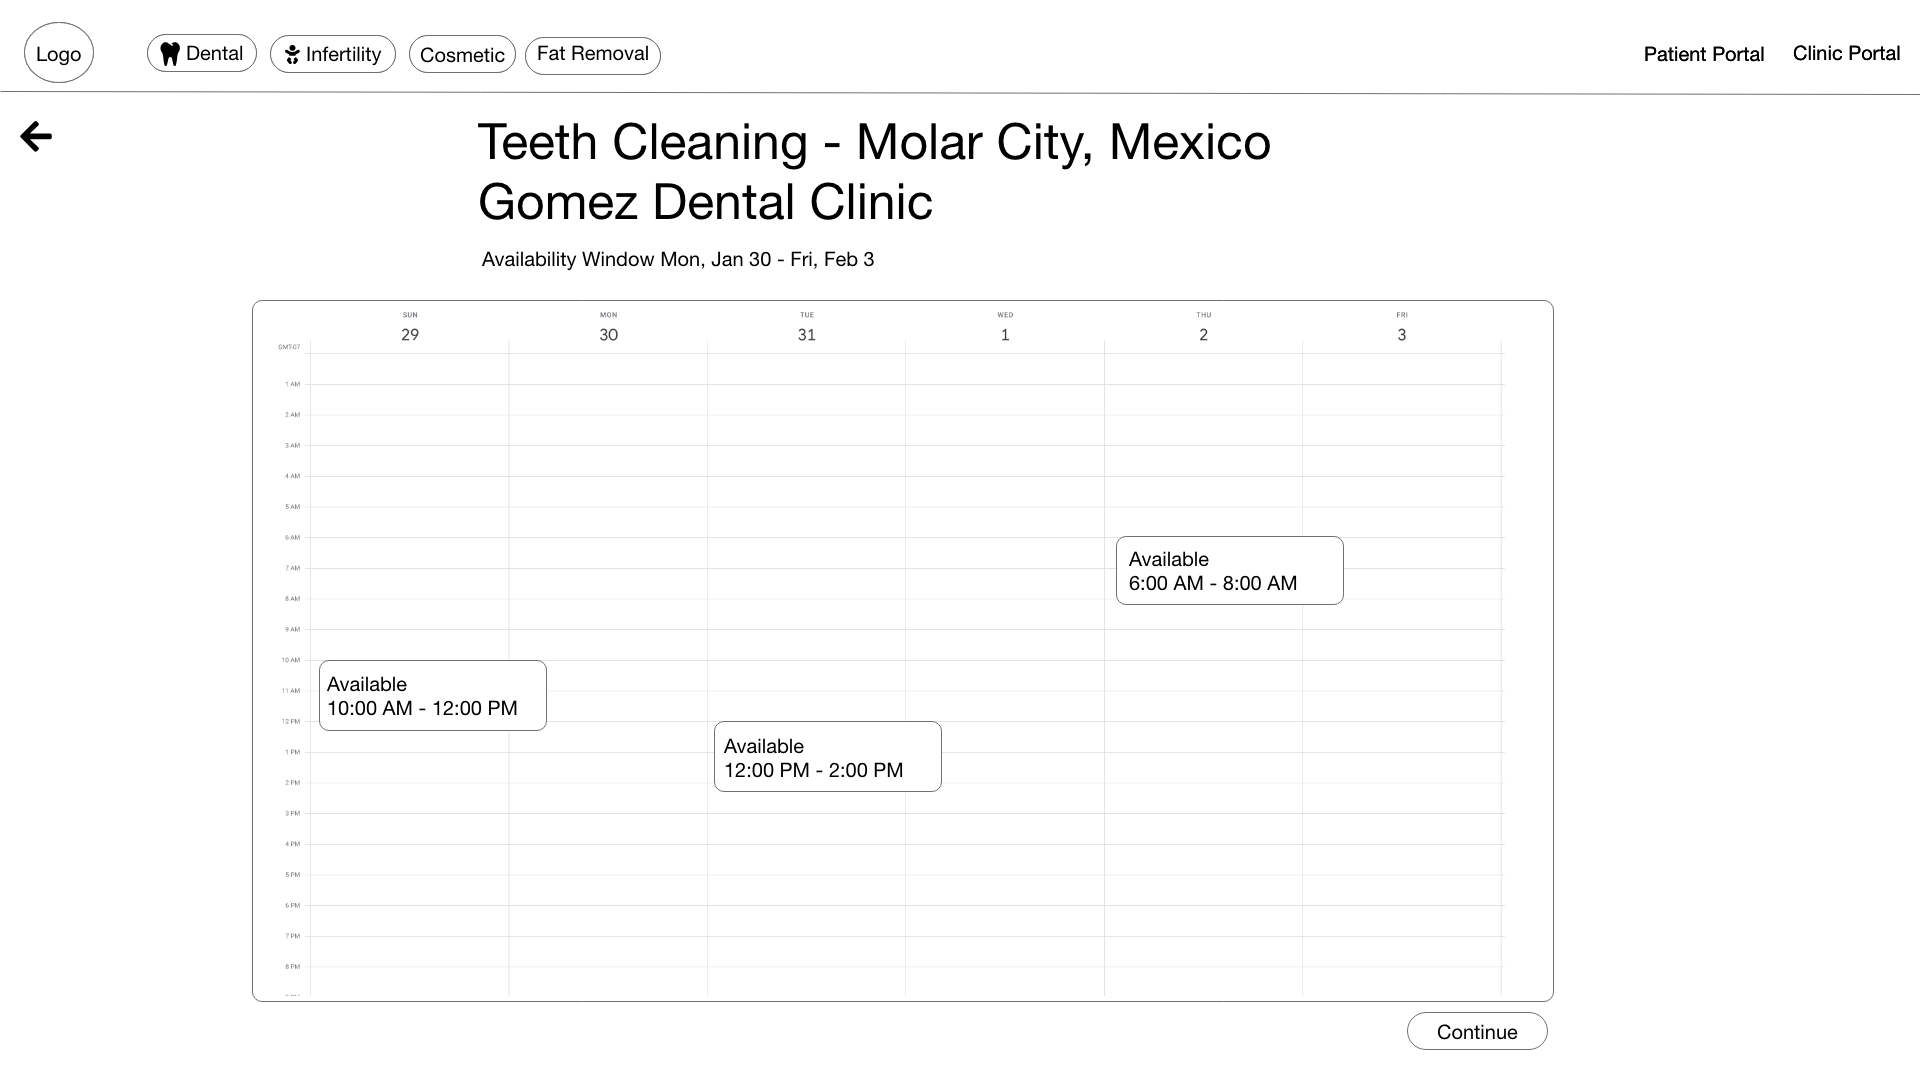 Logo
Dental
Infertility
Cosmetic
Fat Removal
Patient Portal
Clinic Portal
Teeth Cleaning - Molar City, Mexico
Gomez Dental Clinic
Availability Window Mon, Jan 30 - Fri, Feb 3
SUN
MON
TUE
WED
THU
FRI
29
30
31
1
2
3
GMT-07
1 AM
2 AM
3 AM
4 AM
5 AM
6 AM
7 AM
8 AM
9 AM
10 AM
11 AM
12 PM
1 PM
2 PM
3 PM
4 PM
5 PM
6 PM
7 PM
8 PM
Available
6:00 AM - 8:00 AM
Available
10:00 AM - 12:00 PM
Available
12:00 PM - 2:00 PM
Continue